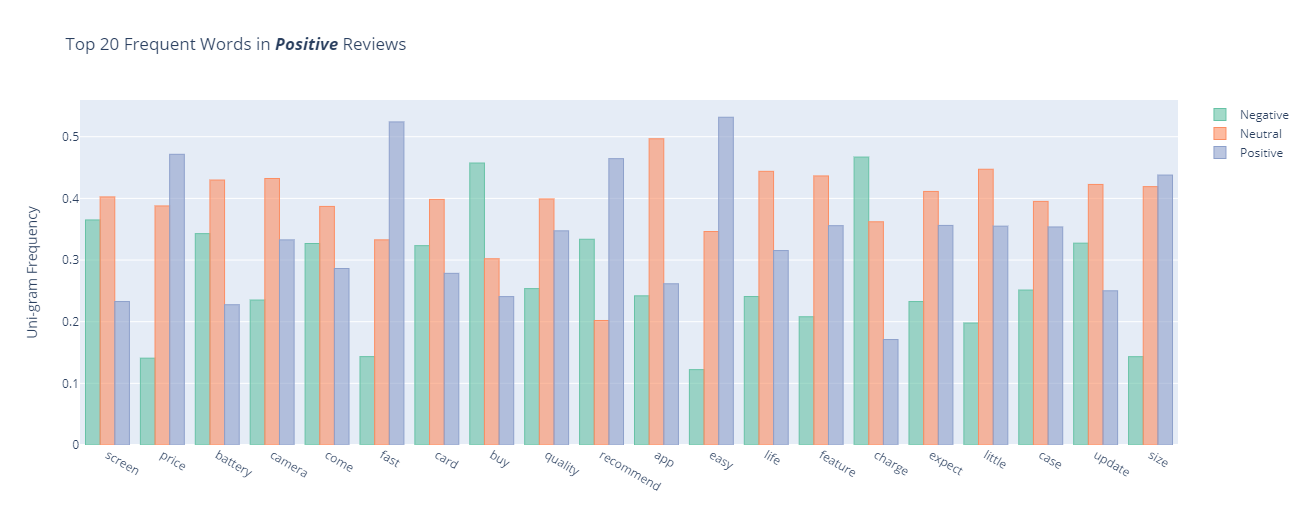 Top 20 Frequent Words in Positive Reviews
Negative
Neutral
Positive
Uni-gram Frequency
0.5
0.4
0.3
0.2
0.1
0
screen
price
battery
camera
come
fast
card
buy
quality
recommend
app
easy
life
feature
charge
expect
little
case
update
size